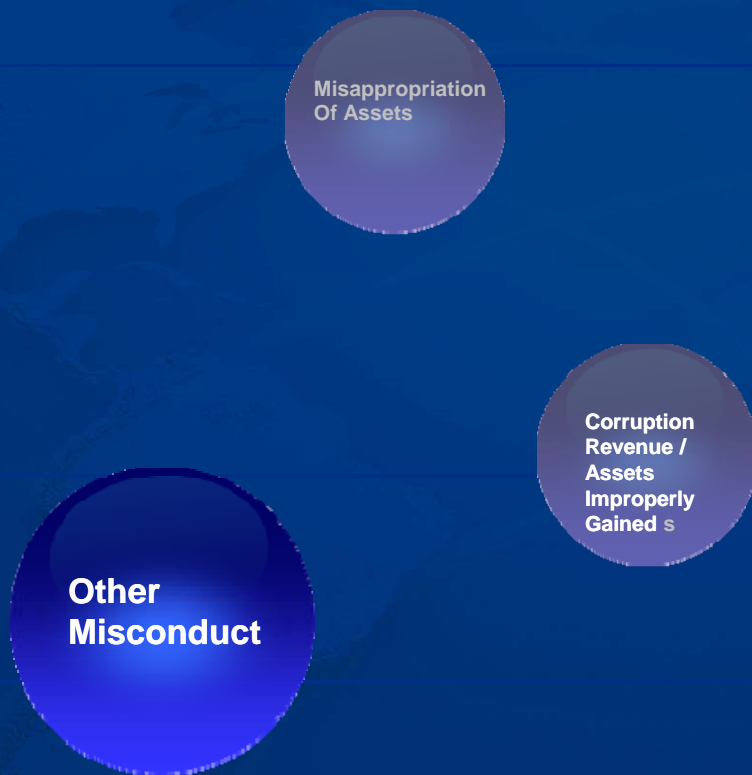 Misappropriation
Of Assets
Corruption
Revenue /
Assets
Improperly
Gained s
Other
Misconduct